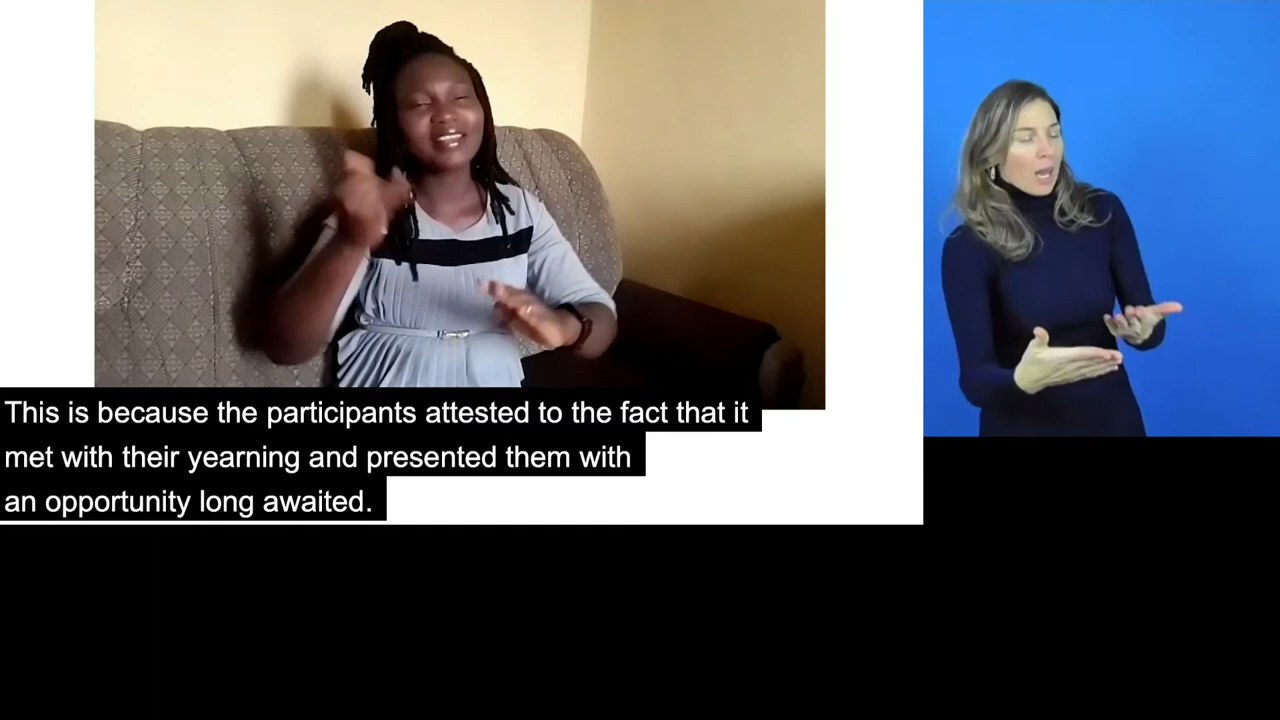 This is because the participants attested to the fact that it
met with their yearning and presented them with
an opportunity long awaited.